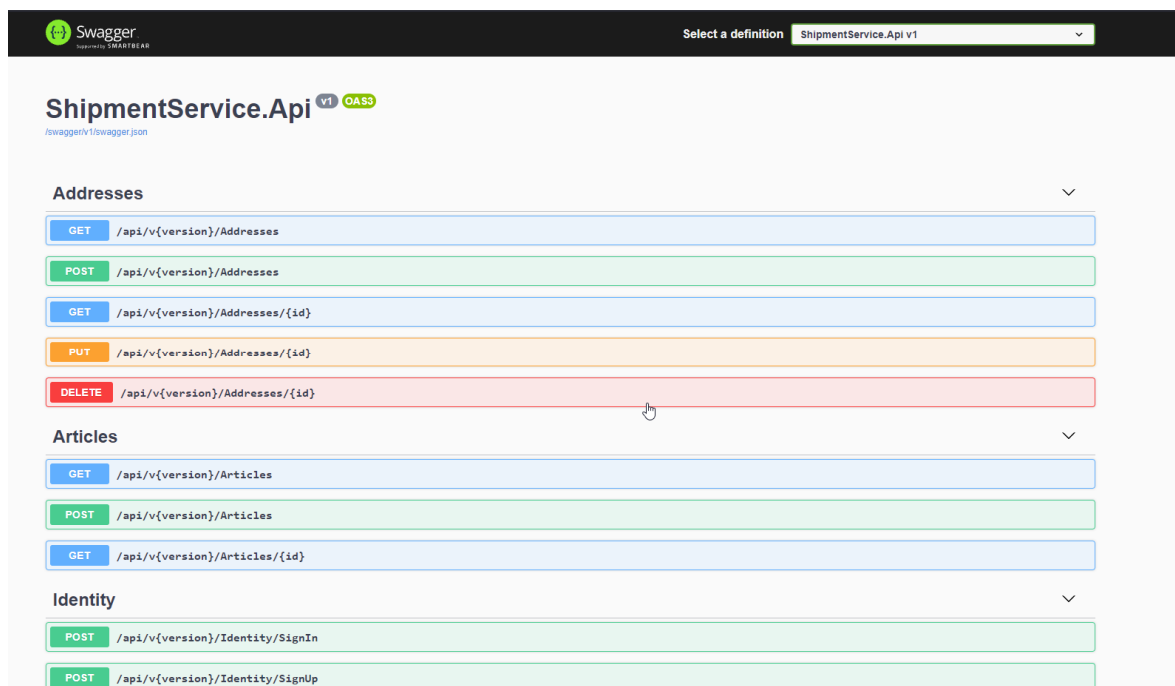 Swagger
Supported by SMARTBEAR
Select a definition ShipmentService.Api v1
ShipmentService.Api v1 OAS3
/swagger/v1/swagger.json
Addresses
GET /api/v{version}/Addresses
POST /api/v{version}/Addresses
GET /api/v{version}/Addresses/{id}
PUT /api/v{version}/Addresses/{id}
DELETE /api/v{version}/Addresses/{id}
Articles
GET /api/v{version}/Articles
POST /api/v{version}/Articles
GET /api/v{version}/Articles/{id}
Identity
POST /api/v{version}/Identity/SignIn
POST /api/v{version}/Identity/SignUp